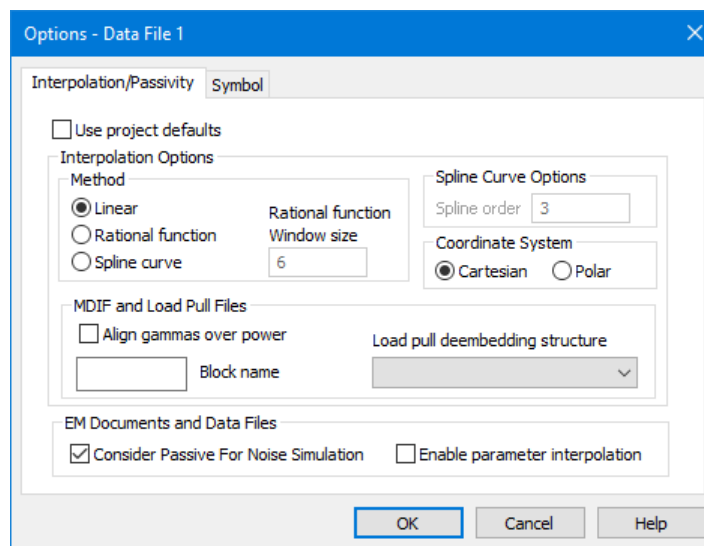 Options - Data File 1
Interpolation/Passivity Symbol
Use project defaults
Interpolation Options
Method
Linear
Rational function
Spline curve
Rational function
Window size
6
Spline Curve Options
Spline order 3
Coordinate System
Cartesian Polar
MDIF and Load Pull Files
Align gammas over power
Block name
Load pull deembedding structure
EM Documents and Data Files
Consider Passive For Noise Simulation Enable parameter interpolation
OK Cancel Help